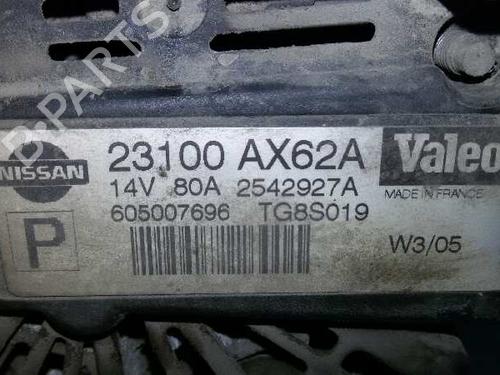 B-PARTS
NISSAN
23100 AX62A
Valeo
14V 80A 2542927A
MADE IN FRANCE
605007696 TG8S019
P
W3/05